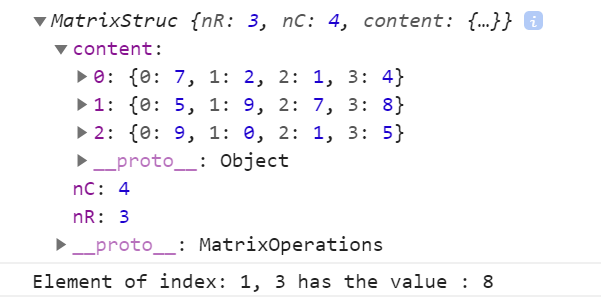 ▼MatrixStruc {nR: 3, nC: 4, content: {…}} i
▼content:
▶0: {0: 7, 1: 2, 2: 1, 3: 4}
▶1: {0: 5, 1: 9, 2: 7, 3: 8}
▶2: {0: 9, 1: 0, 2: 1, 3: 5}
▶__proto__: Object
nC: 4
nR: 3
▶__proto__: MatrixOperations
Element of index: 1, 3 has the value : 8